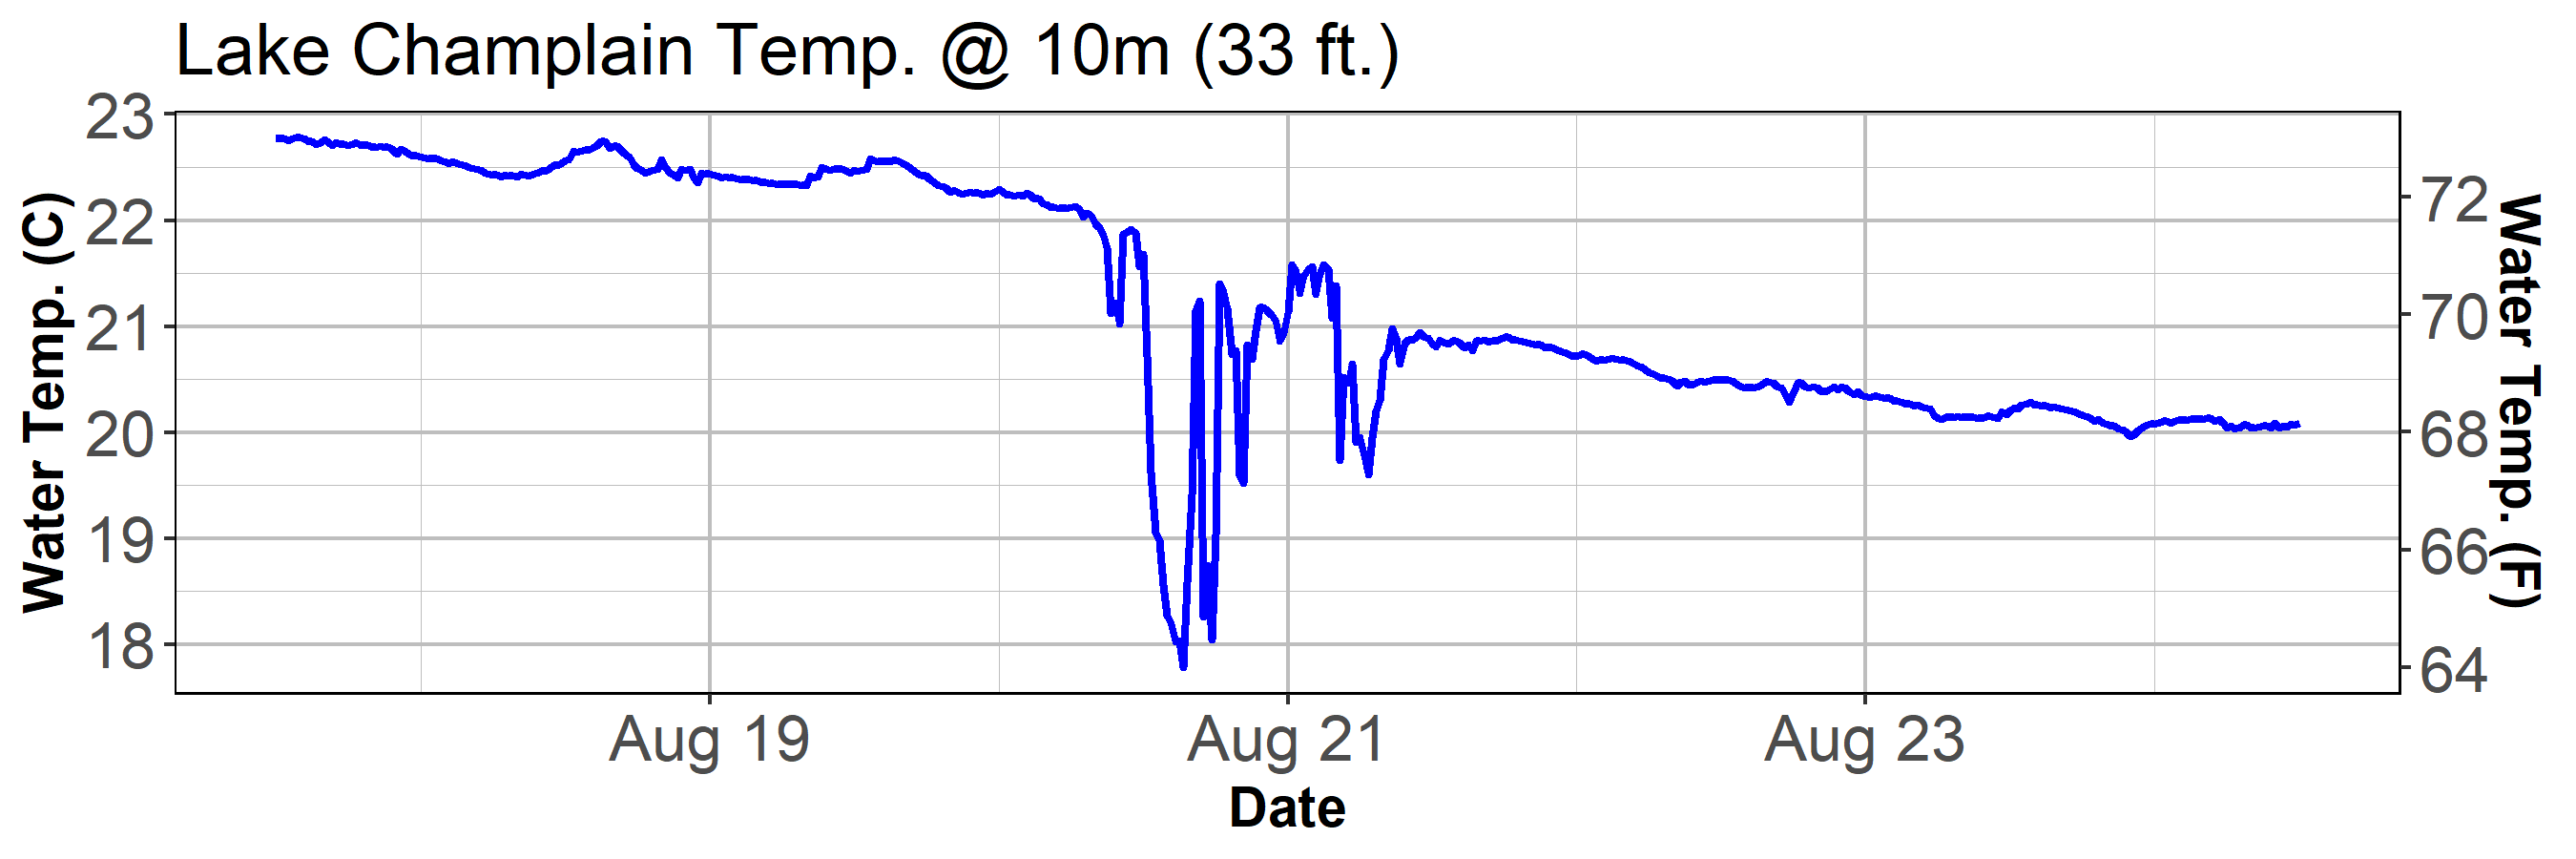 Lake Champlain Temp. @ 10m (33 ft.)
Water Temp. (C)
23
22
21
20
19
18
72
70
68
66
64
Water Temp. (F)
Aug 19
Aug 21
Aug 23
Date